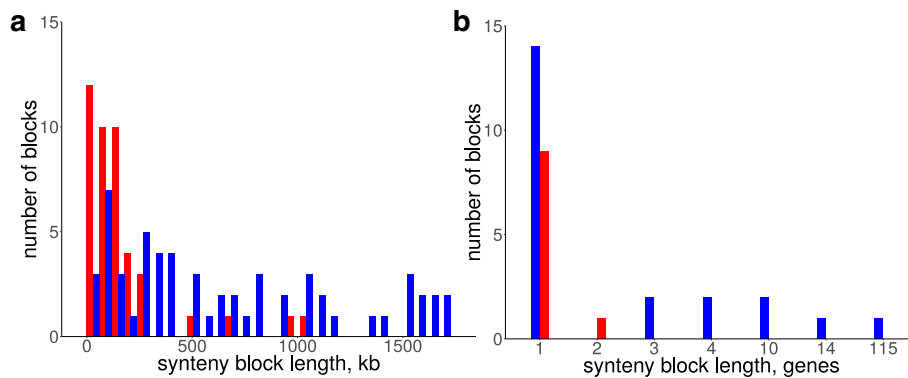 a
15
10
5
0
number of blocks
0 500 1000 1500
synteny block length, kb
b
15
10
5
0
number of blocks
1 2 3 4 10 14 115
synteny block length, genes